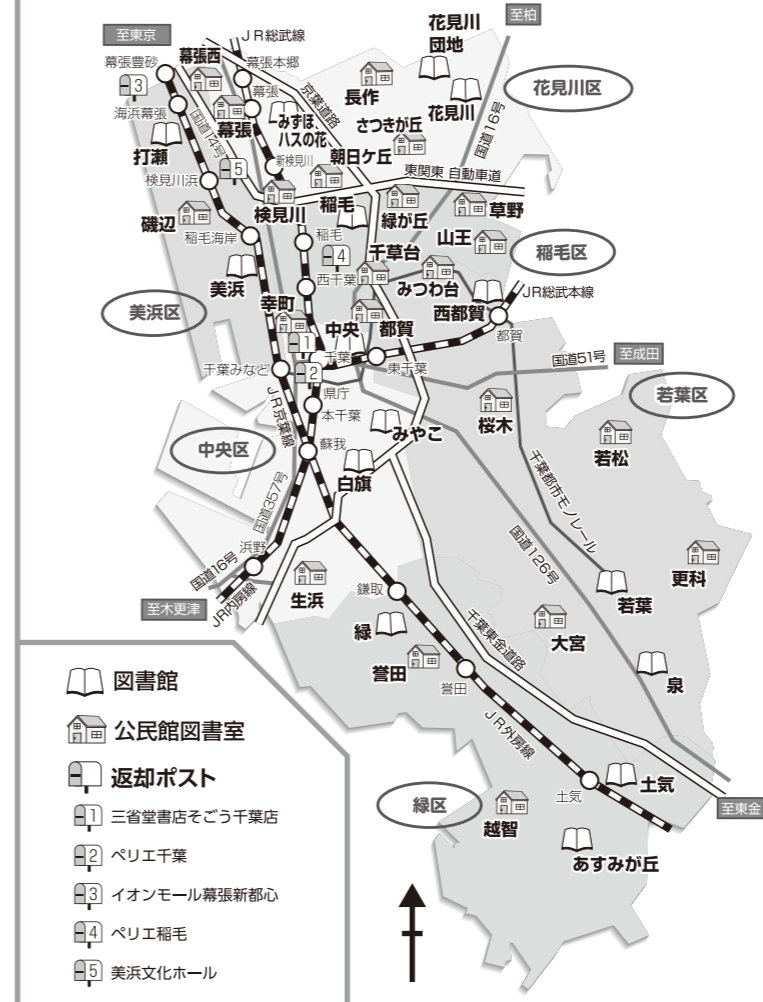 至東京
JR総武線
花見川
団地
至柏
幕張豊砂
幕張西
幕張本郷
3
幕張
京葉道路
長作
花見川
花見川区
海浜幕張
国道14号
幕張
みずほ
ハスの花
さつきが丘
国道16号
打瀬
5
新検見川
朝日ケ丘
東関東 自動車道
検見川浜
検見川
稲毛
緑が丘
草野
磯辺
稲毛海岸
稲毛
山王
稲毛区
4
千草台
西千葉
みつわ台
美浜
JR総武本線
美浜区
幸町
中央
都賀
西都賀
都賀
1
千葉
東千葉
国道51号
至成田
千葉みなと
2
県庁
若葉区
JR京葉線
本千葉
桜木
みやこ
若松
中央区
蘇我
白旗
千葉都市モノレール
国道357号
国道126号
浜野
国道16号
更科
JR内房線
生浜
鎌取
若葉
至木更津
緑
大宮
千葉東金道路
誉田
泉
誉田
JR外房線
土気
土気
緑区
越智
至東金
あすみが丘
図書館
公民館図書室
返却ポスト
1 三省堂書店そごう千葉店
2 ペリエ千葉
3 イオンモール幕張新都心
4 ペリエ稲毛
5 美浜文化ホール